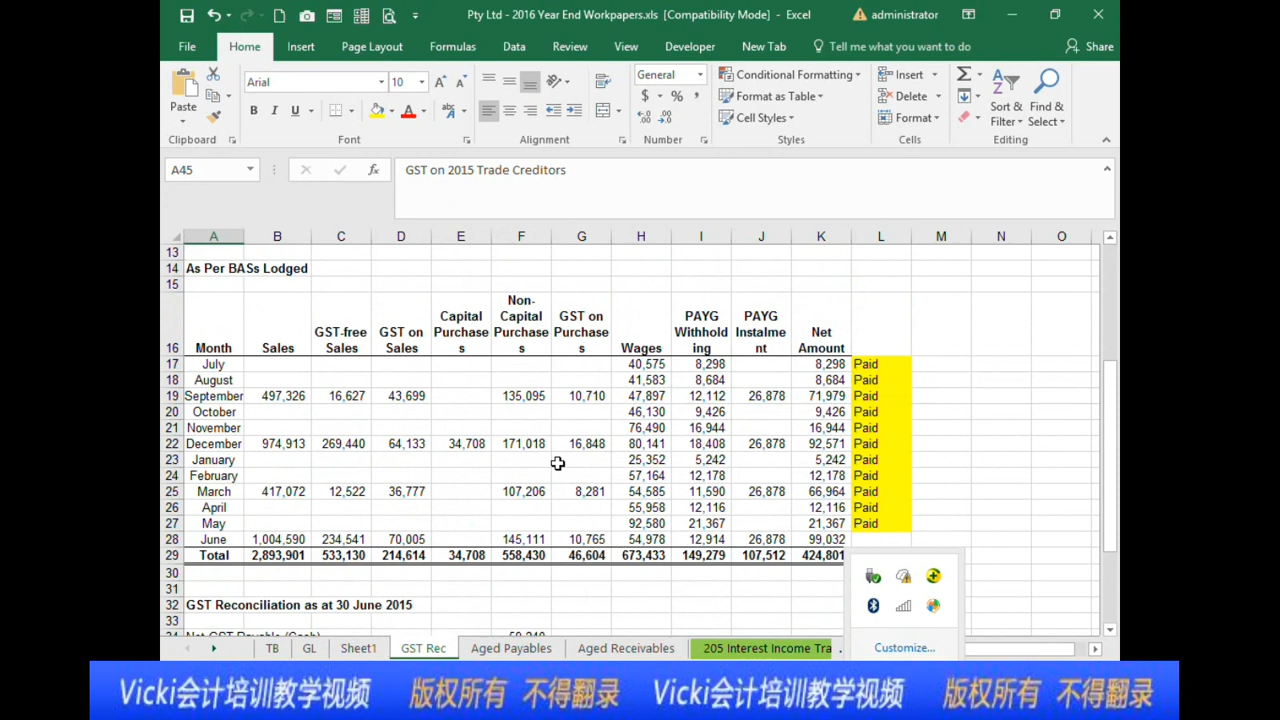 Pty Ltd - 2016 Year End Workpapers.xls [Compatibility Mode] - Excel
administrator
File Home Insert Page Layout Formulas Data Review View Developer New Tab Tell me what you want to do Share
Paste
Arial 10
B I U
General
$ % ,
Conditional Formatting
Format as Table
Cell Styles
Insert
Delete
Format
Sort & Filter
Find & Select
Clipboard Font Alignment Number Styles Cells Editing
A45 fx GST on 2015 Trade Creditors
A B C D E F G H I J K L M N O
13
14 As Per BASs Lodged
15
16 Month Sales GST-free Sales GST on Sales Capital Purchases Non-Capital Purchases GST on Purchases Wages PAYG Withholding PAYG Instalment Net Amount
17 July 40,575 8,298 8,298 Paid
18 August 41,583 8,684 8,684 Paid
19 September 497,326 16,627 43,699 135,095 10,710 47,897 12,112 26,878 71,979 Paid
20 October 46,130 9,426 9,426 Paid
21 November 76,490 16,944 16,944 Paid
22 December 974,913 269,440 64,133 34,708 171,018 16,848 80,141 18,408 26,878 92,571 Paid
23 January 25,352 5,242 5,242 Paid
24 February 57,164 12,178 12,178 Paid
25 March 417,072 12,522 36,777 107,206 8,281 54,585 11,590 26,878 66,964 Paid
26 April 55,958 12,116 12,116 Paid
27 May 92,580 21,367 21,367 Paid
28 June 1,004,590 234,541 70,005 145,111 10,765 54,978 12,914 26,878 99,032
29 Total 2,893,901 533,130 214,614 34,708 558,430 46,604 673,433 149,279 107,512 424,801
30
31
32 GST Reconciliation as at 30 June 2015
33
34 Net GST Payable (Cash)
Customize...
TB GL Sheet1 GST Rec Aged Payables Aged Receivables 205 Interest Income Tra ...
Vicki会计培训教学视频 版权所有 不得翻录 Vicki会计培训教学视频 版权所有 不得翻录